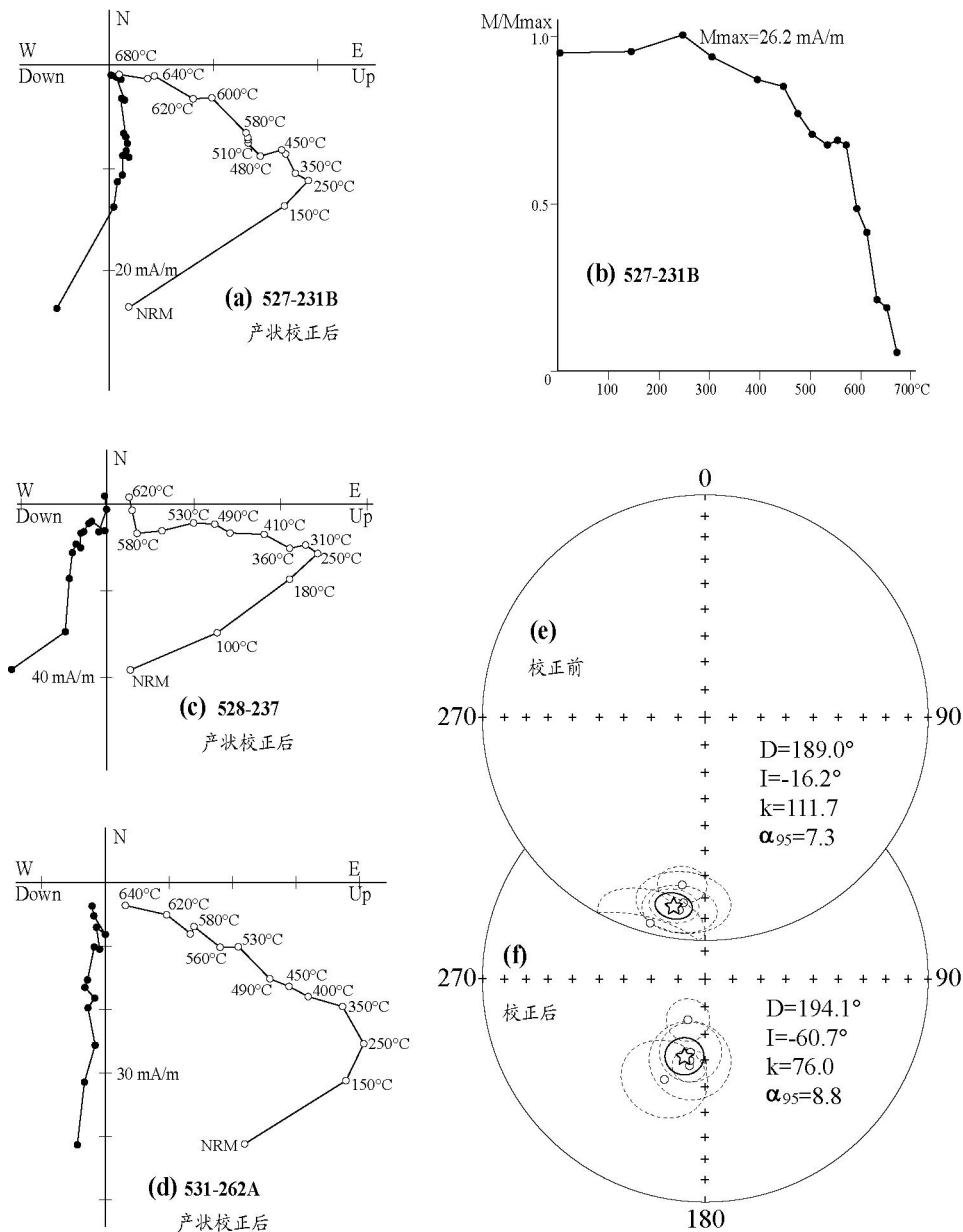 N
W
E
Down
Up
680°C
640°C
620°C
600°C
580°C
510°C
480°C
450°C
350°C
250°C
150°C
20 mA/m
NRM
(a) 527-231B
产状校正后
(b) 527-231B
M/Mmax
Mmax=26.2 mA/m
1.0
0.5
0
100
200
300
400
500
600
700°C
N
W
E
Down
Up
620°C
580°C
530°C
490°C
410°C
360°C
310°C
250°C
180°C
100°C
NRM
40 mA/m
(c) 528-237
产状校正后
N
W
E
Down
Up
640°C
620°C
580°C
560°C
530°C
490°C
450°C
400°C
350°C
250°C
150°C
30 mA/m
NRM
(d) 531-262A
产状校正后
0
(e)
校正前
270
90
D=189.0°
I=-16.2°
k=111.7
α95=7.3
(f)
校正后
270
90
D=194.1°
I=-60.7°
k=76.0
α95=8.8
180